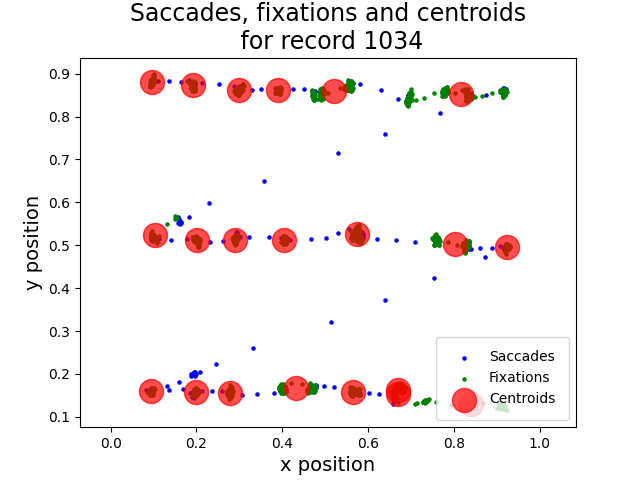 Saccades, fixations and centroids
for record 1034
0.9
0.8
0.7
0.6
0.5
0.4
0.3
0.2
0.1
y position
Saccades
Fixations
Centroids
0.0 0.2 0.4 0.6 0.8 1.0
x position